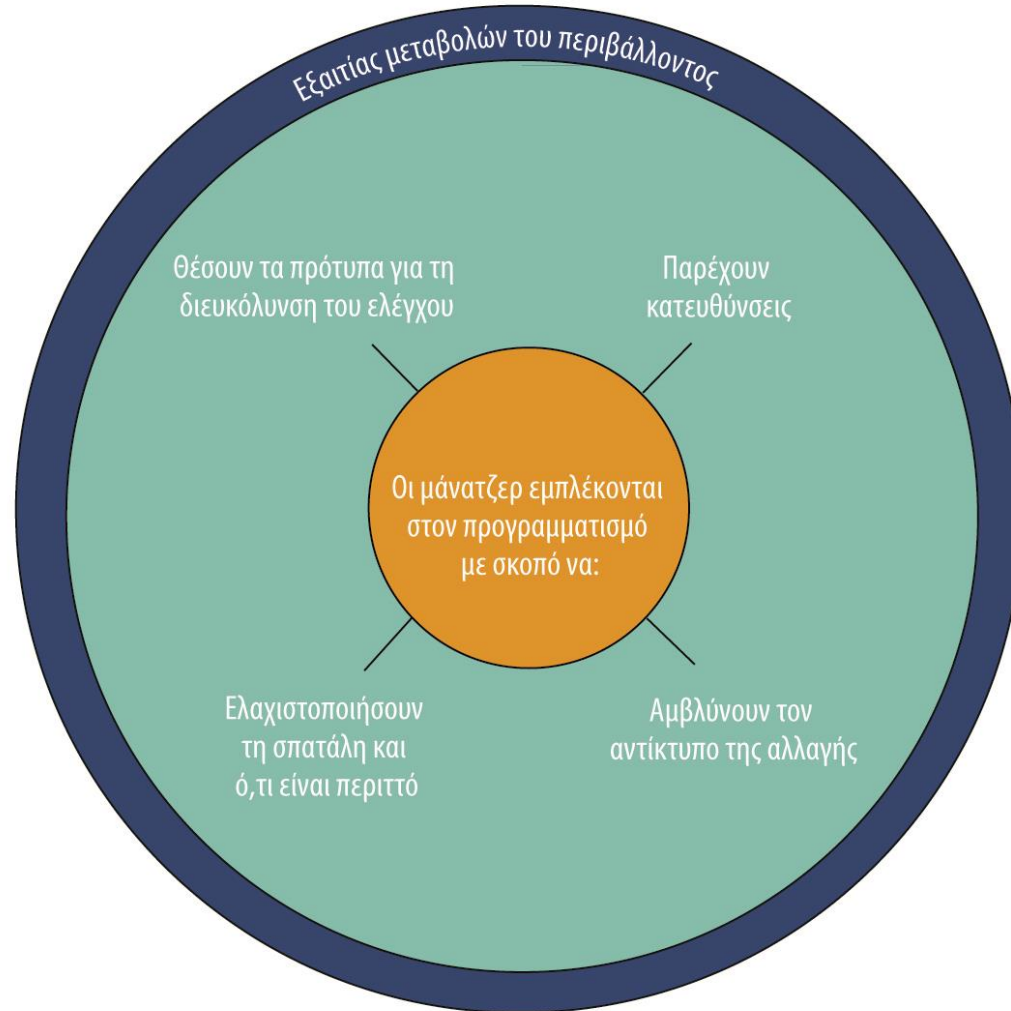 Εξαιτίας μεταβολών του περιβάλλοντος
Θέσουν τα πρότυπα για τη
διευκόλυνση του ελέγχου
Παρέχουν
κατευθύνσεις
Οι μάνατζερ εμπλέκονται
στον προγραμματισμό
με σκοπό να:
Ελαχιστοποιήσουν
τη σπατάλη και
ό,τι είναι περιττό
Αμβλύνουν τον
αντίκτυπο της αλλαγής